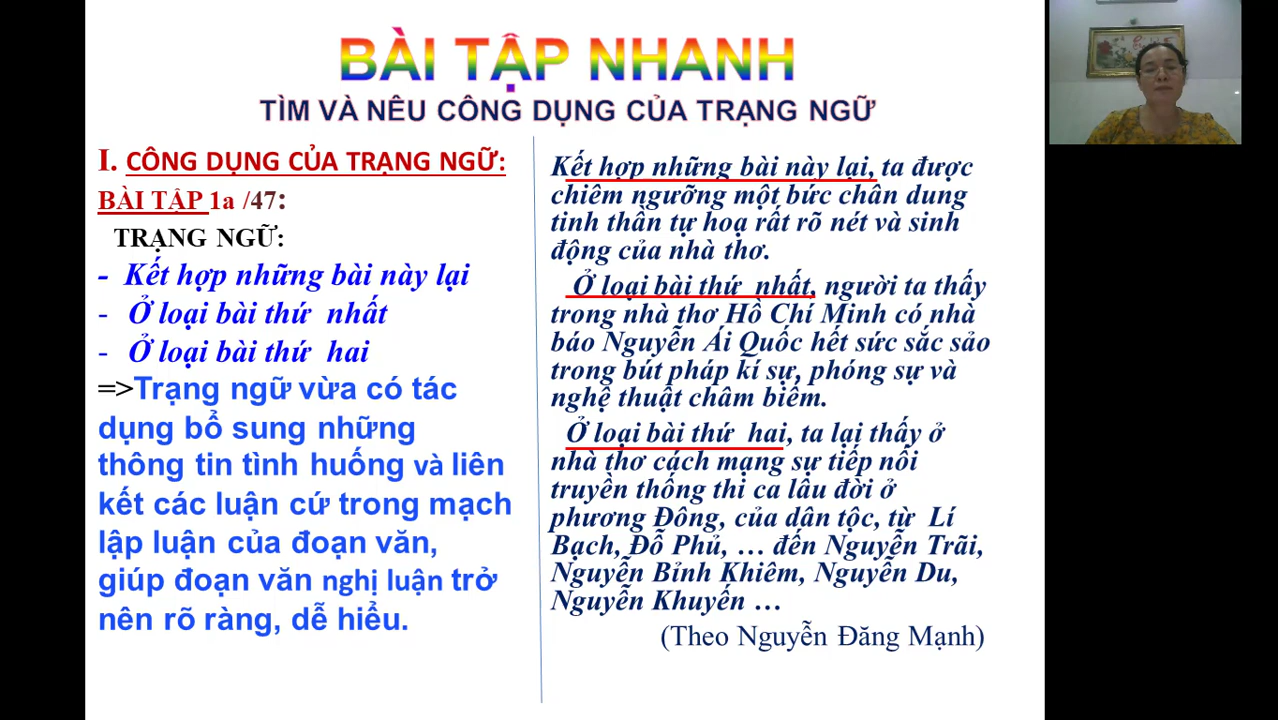 BÀI TẬP NHANH
TÌM VÀ NÊU CÔNG DỤNG CỦA TRẠNG NGỮ
I. CÔNG DỤNG CỦA TRẠNG NGỮ:
BÀI TẬP 1a /47:
TRẠNG NGỮ:
- Kết hợp những bài này lại
- Ở loại bài thứ nhất
- Ở loại bài thứ hai
=>Trạng ngữ vừa có tác
dụng bổ sung những
thông tin tình huống và liên
kết các luận cứ trong mạch
lập luận của đoạn văn,
giúp đoạn văn nghị luận trở
nên rõ ràng, dễ hiểu.
Kết hợp những bài này lại, ta được
chiêm ngưỡng một bức chân dung
tinh thần tự hoạ rất rõ nét và sinh
động của nhà thơ.
Ở loại bài thứ nhất, người ta thấy
trong nhà thơ Hồ Chí Minh có nhà
báo Nguyễn Ái Quốc hết sức sắc sảo
trong bút pháp kí sự, phóng sự và
nghệ thuật châm biếm.
Ở loại bài thứ hai, ta lại thấy ở
nhà thơ cách mạng sự tiếp nối
truyền thống thi ca lâu đời ở
phương Đông, của dân tộc, từ Lí
Bạch, Đỗ Phủ, … đến Nguyễn Trãi,
Nguyễn Bỉnh Khiêm, Nguyễn Du,
Nguyễn Khuyến …
(Theo Nguyễn Đăng Mạnh)